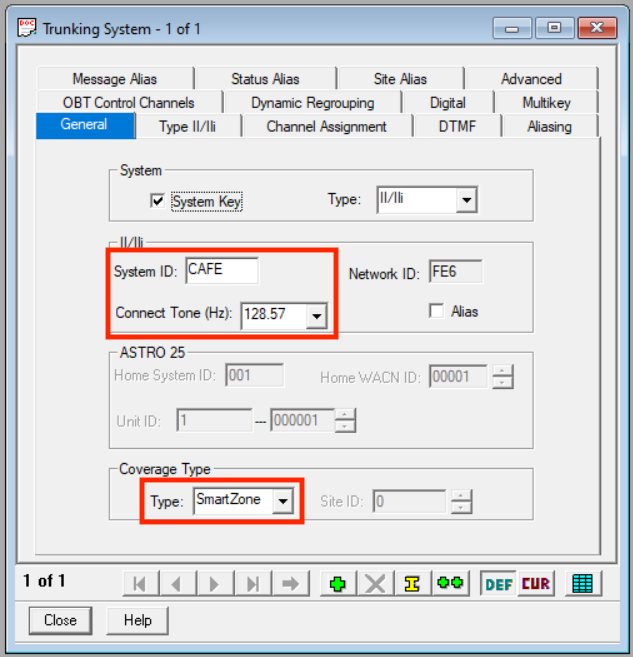 DOC
Trunking System - 1 of 1
Message Alias Status Alias Site Alias Advanced
OBT Control Channels Dynamic Regrouping Digital Multikey
General Type II/IIi Channel Assignment DTMF Aliasing
System
System Key Type: II/IIi
II/IIi
System ID: CAFE Network ID: FE6
Connect Tone (Hz): 128.57 Alias
ASTRO 25
Home System ID: 001 Home WACN ID: 00001
Unit ID: 1 --- 000001
Coverage Type
Type: SmartZone Site ID: 0
1 of 1 DEF CUR
Close Help